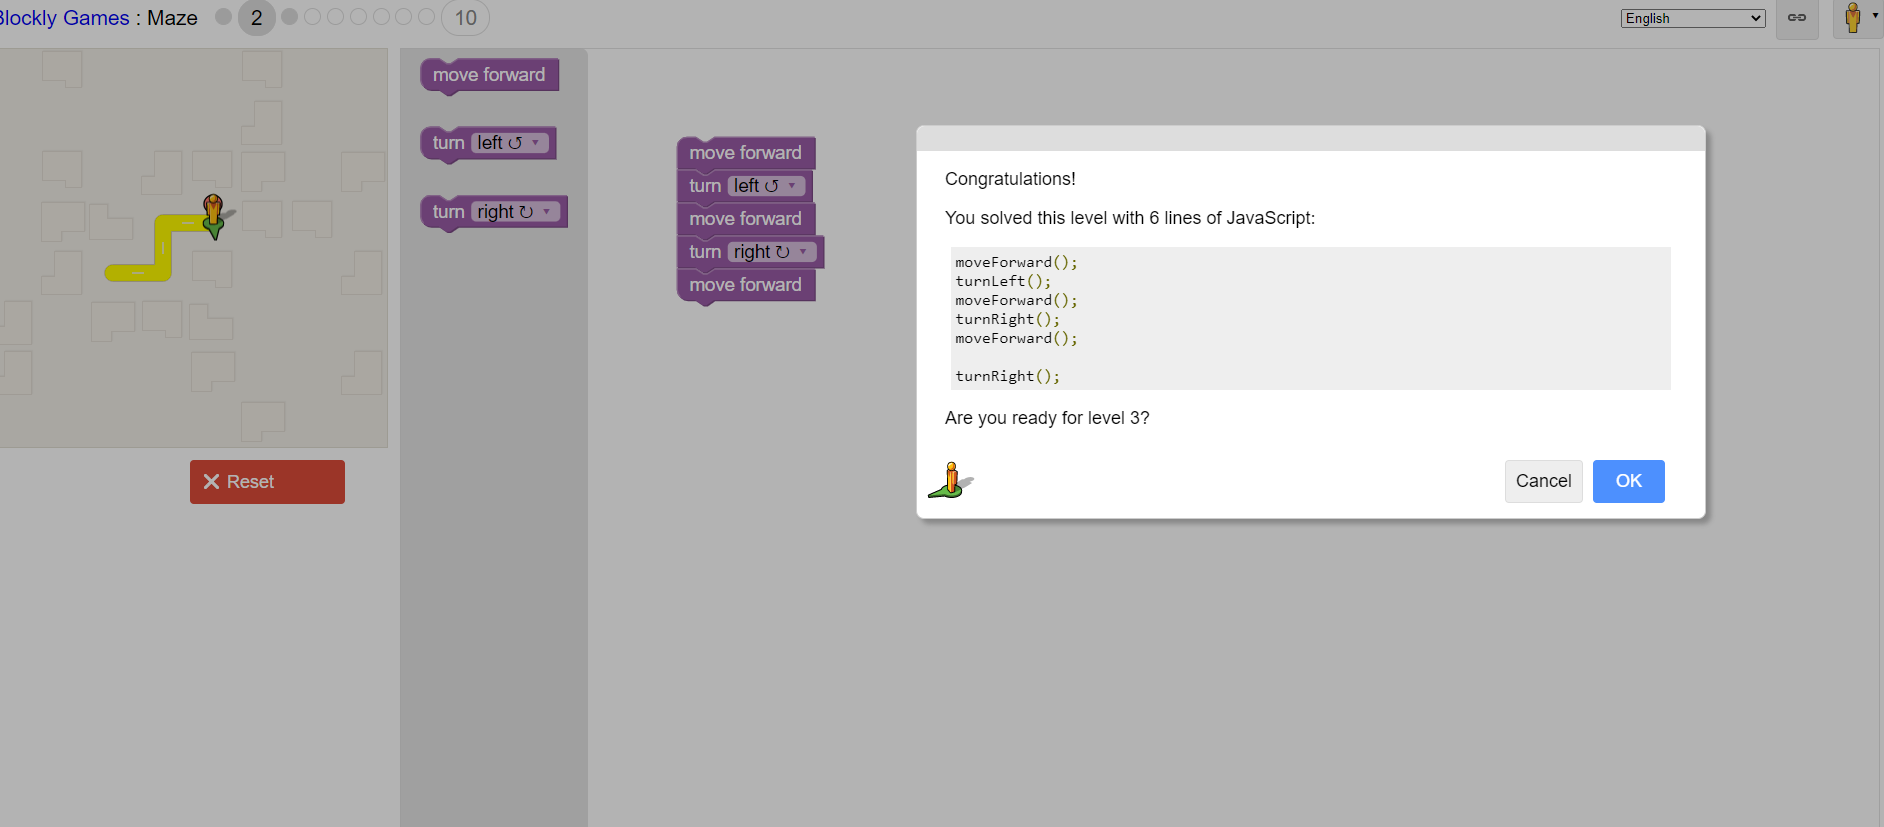 Blockly Games : Maze 2 10
English
move forward
turn left ↺ ▾
turn right ↻ ▾
move forward
turn left ↺ ▾
move forward
turn right ↻ ▾
move forward
Reset
Congratulations!
You solved this level with 6 lines of JavaScript:
moveForward();
turnLeft();
moveForward();
turnRight();
moveForward();
turnRight();
Are you ready for level 3?
Cancel
OK